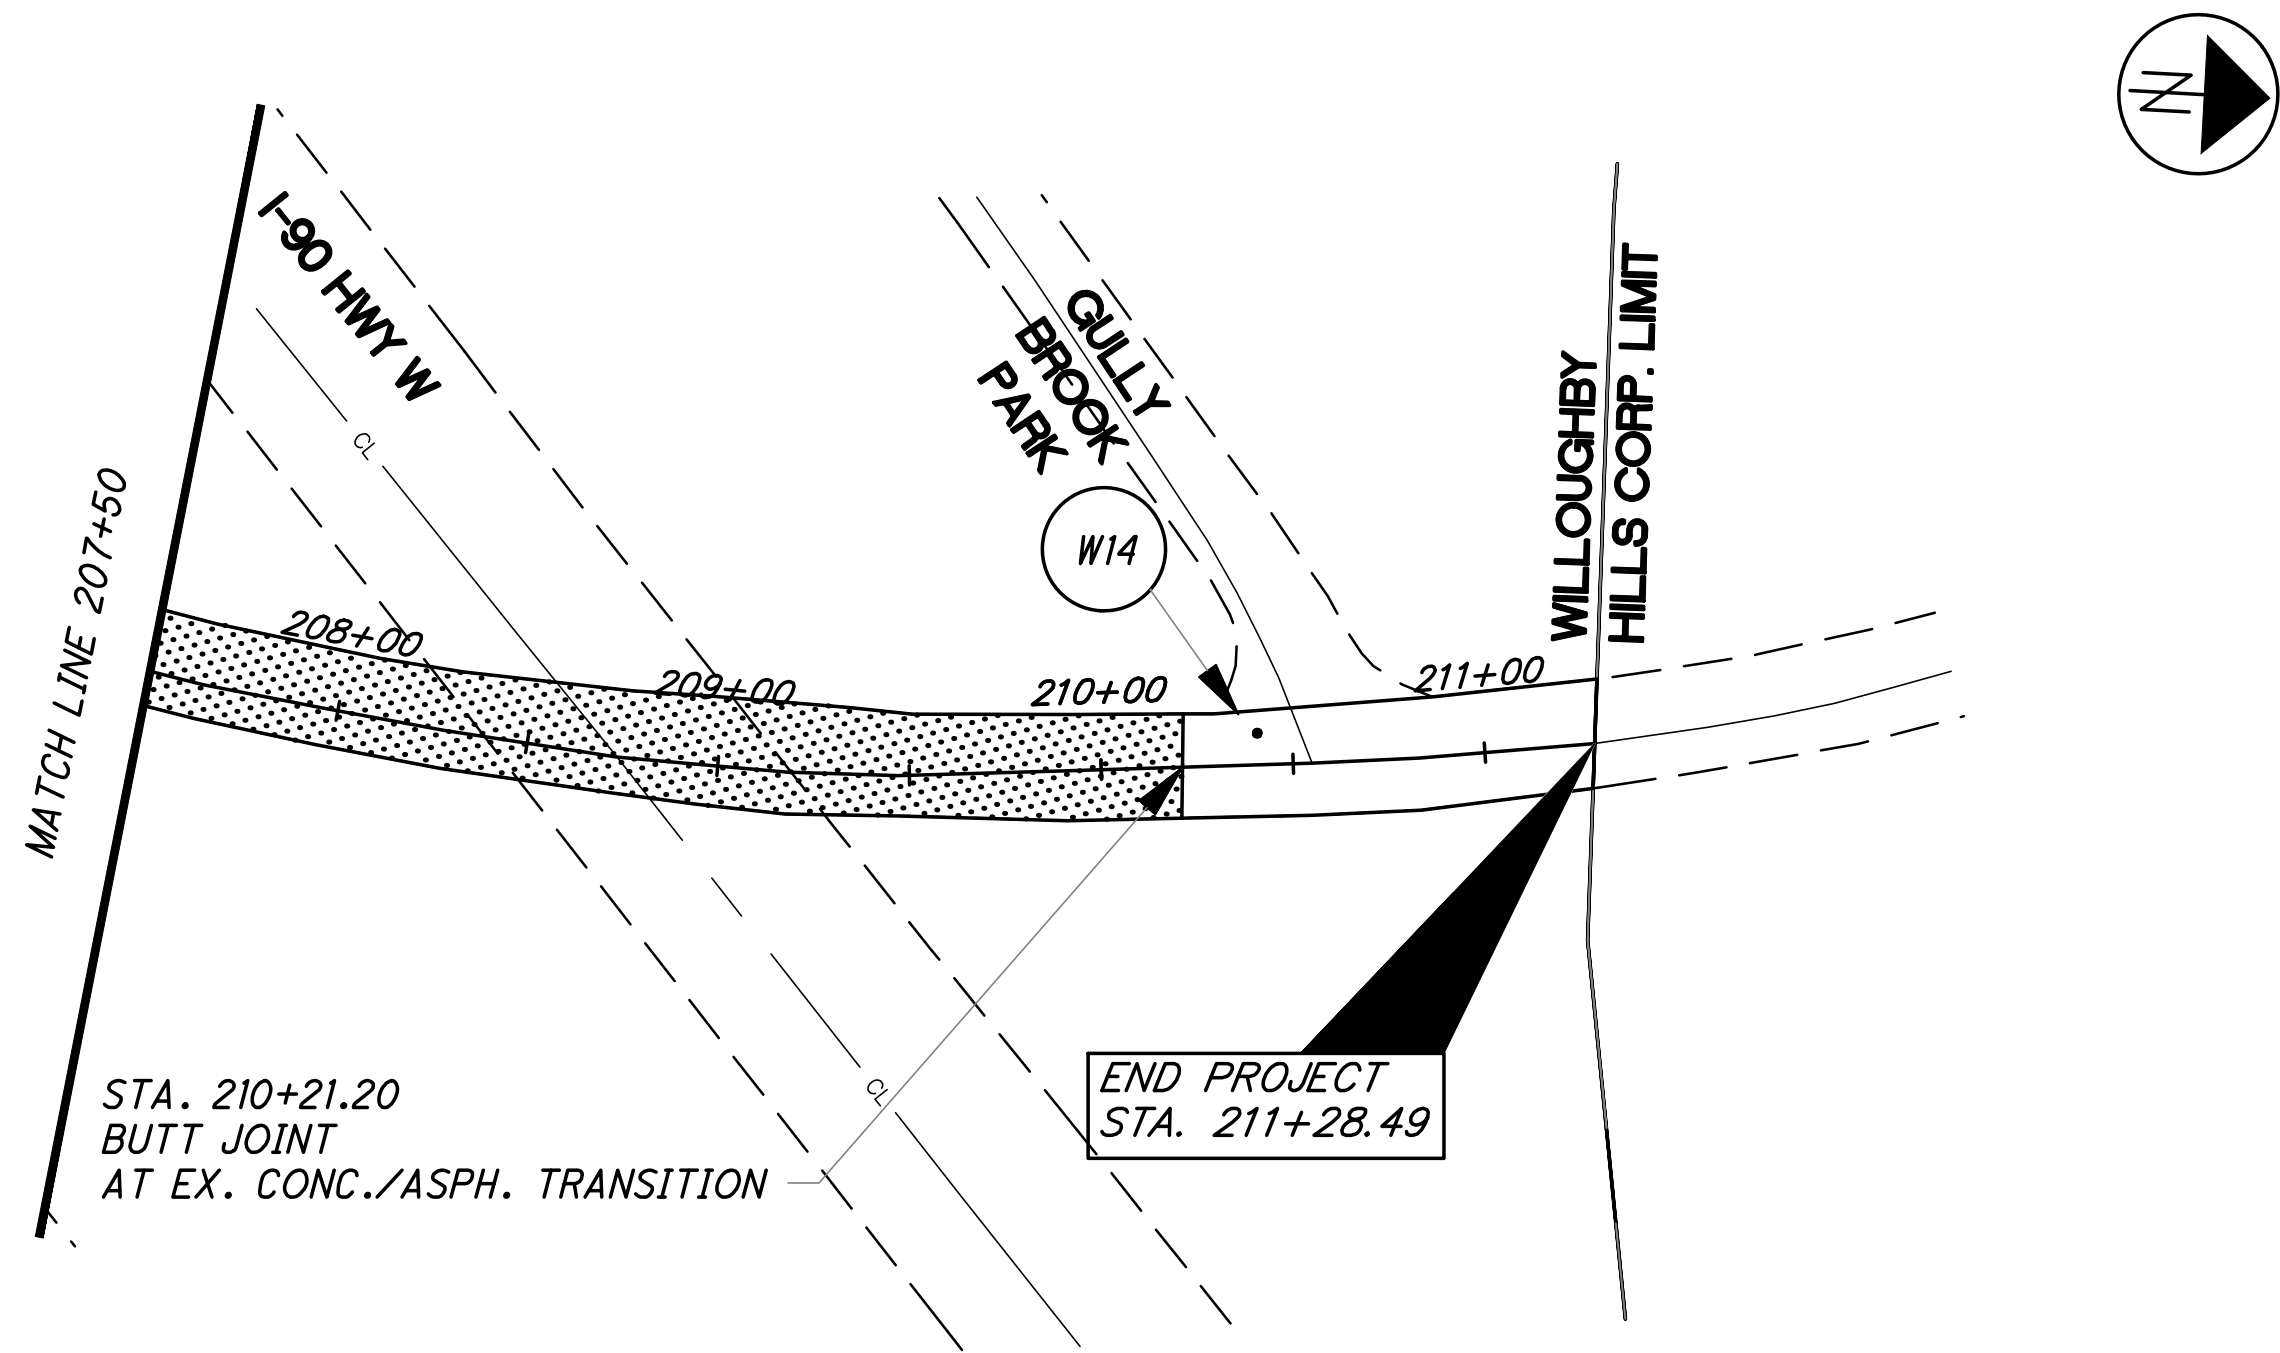 N
I-90 HWY W
CL
GULLY
BROOK
PARK
WILLOUGHBY
HILLS CORP. LIMIT
W14
MATCH LINE 207+50
208+00
209+00
210+00
211+00
END PROJECT
STA. 211+28.49
STA. 210+21.20
BUTT JOINT
AT EX. CONC./ASPH. TRANSITION
CL